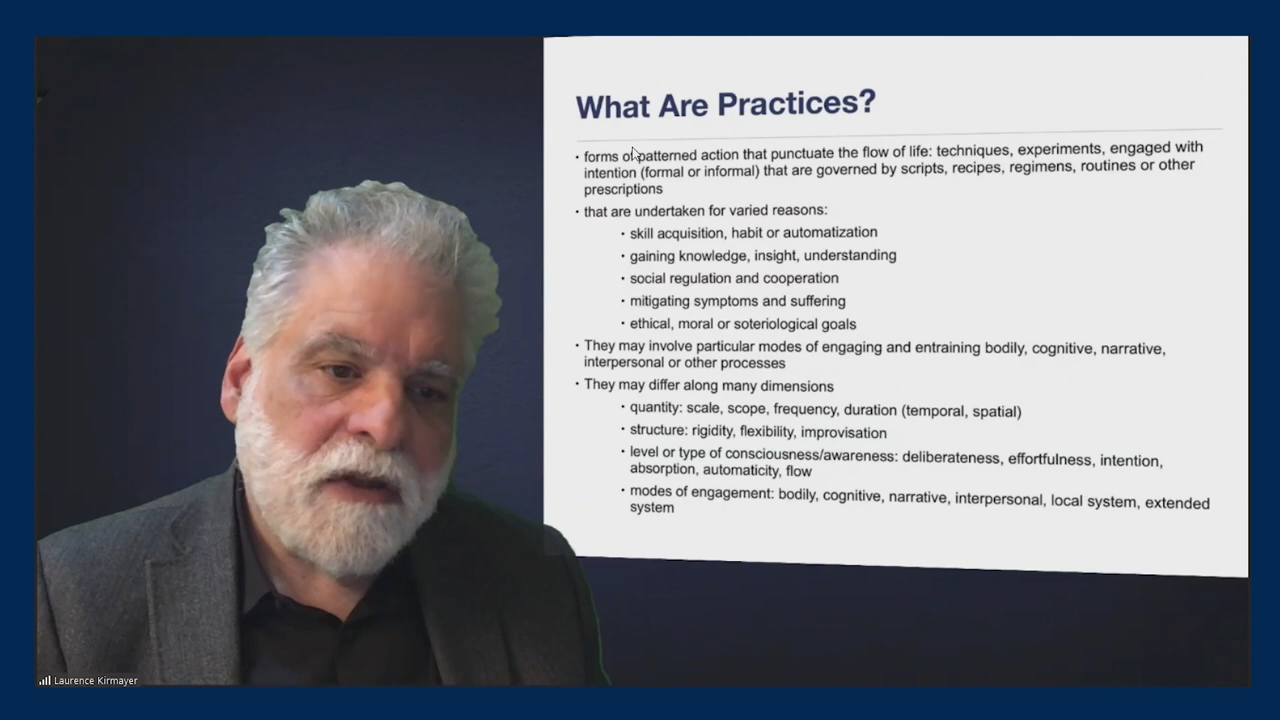 What Are Practices?
• forms of patterned action that punctuate the flow of life: techniques, experiments, engaged with
intention (formal or informal) that are governed by scripts, recipes, regimens, routines or other
prescriptions
• that are undertaken for varied reasons:
• skill acquisition, habit or automatization
• gaining knowledge, insight, understanding
• social regulation and cooperation
• mitigating symptoms and suffering
• ethical, moral or soteriological goals
• They may involve particular modes of engaging and entraining bodily, cognitive, narrative,
interpersonal or other processes
• They may differ along many dimensions
• quantity: scale, scope, frequency, duration (temporal, spatial)
• structure: rigidity, flexibility, improvisation
• level or type of consciousness/awareness: deliberateness, effortfulness, intention,
absorption, automaticity, flow
• modes of engagement: bodily, cognitive, narrative, interpersonal, local system, extended
system
Laurence Kirmayer